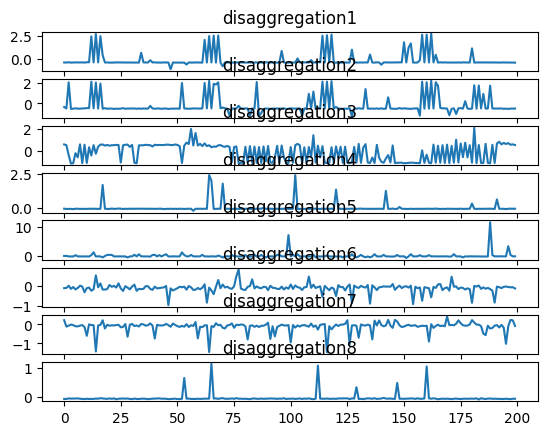 disaggregation1
2.5
0.0
disaggregation2
2
0
disaggregation3
2
0
disaggregation4
2.5
0.0
disaggregation5
10
0
disaggregation6
0
−1
disaggregation7
0
−1
disaggregation8
1
0
0 25 50 75 100 125 150 175 200